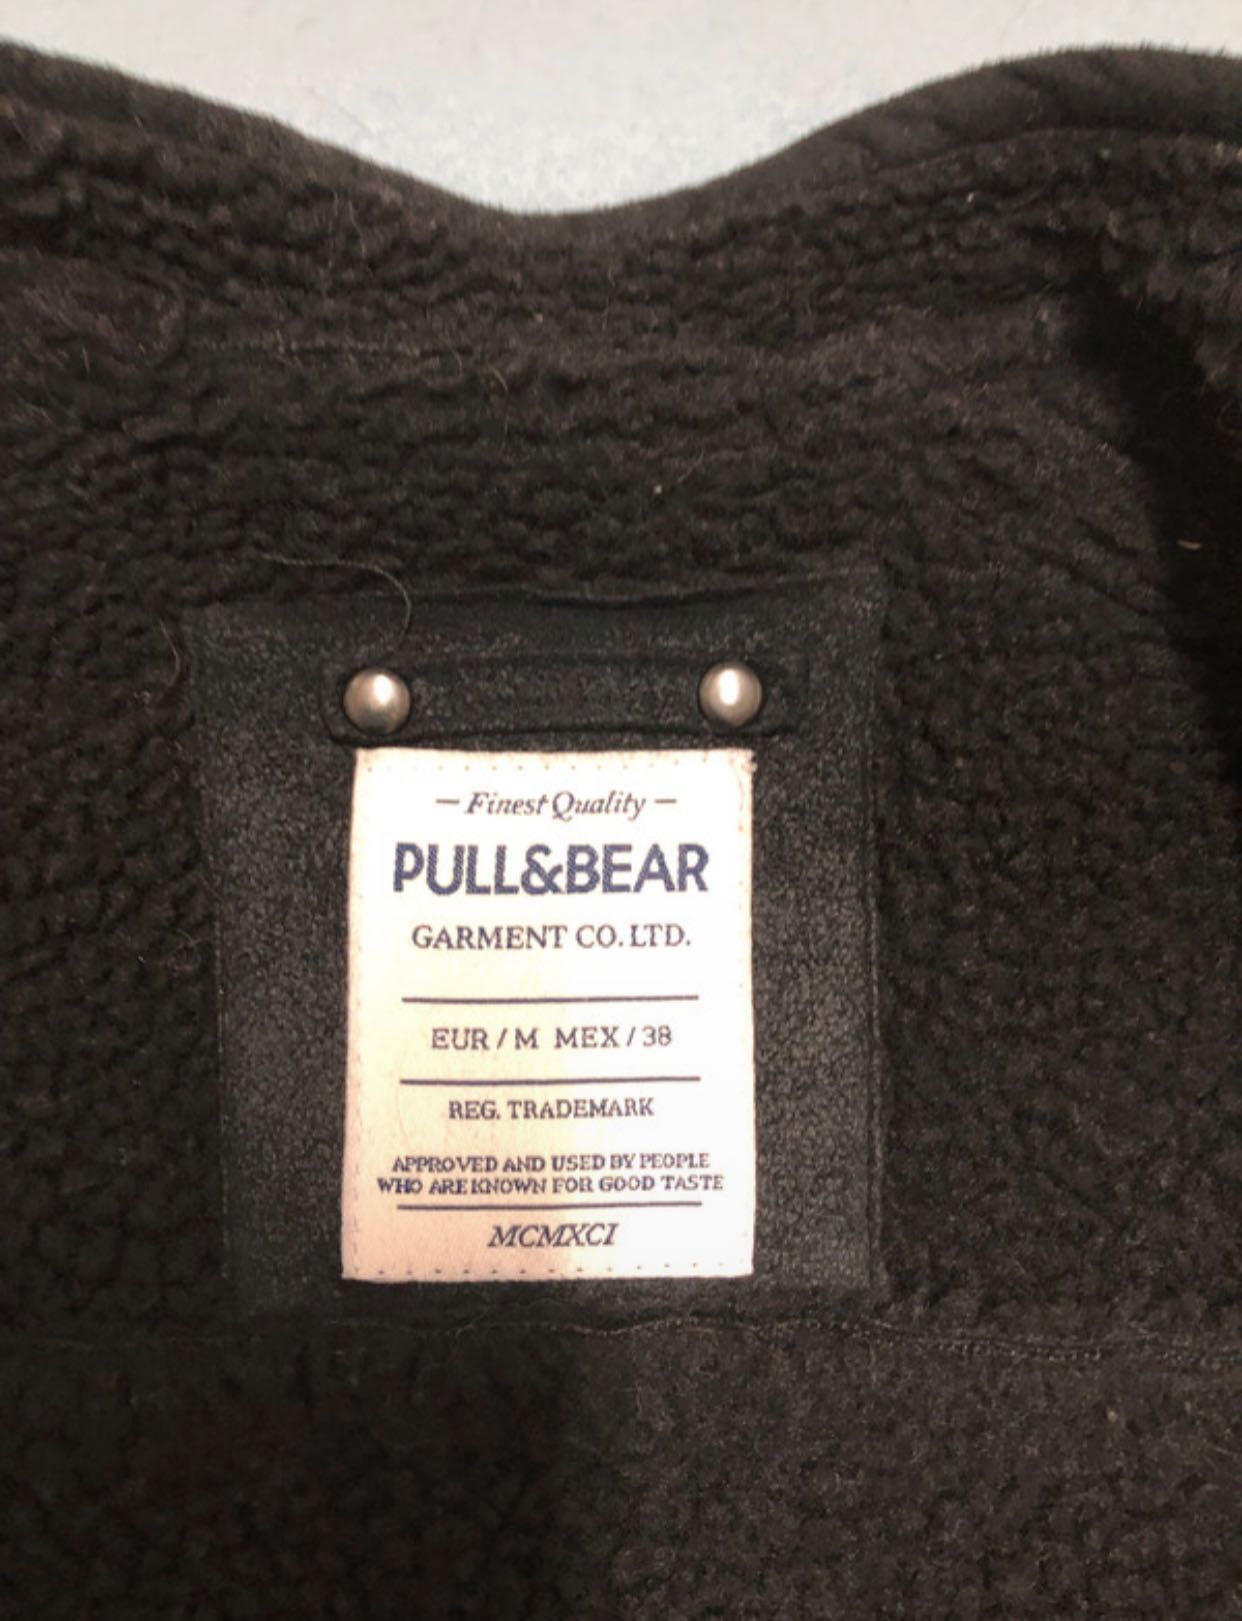 — Finest Quality —
PULL&BEAR
GARMENT CO. LTD.
EUR / M MEX / 38
REG. TRADEMARK
APPROVED AND USED BY PEOPLE
WHO ARE KNOWN FOR GOOD TASTE
MCMXCI